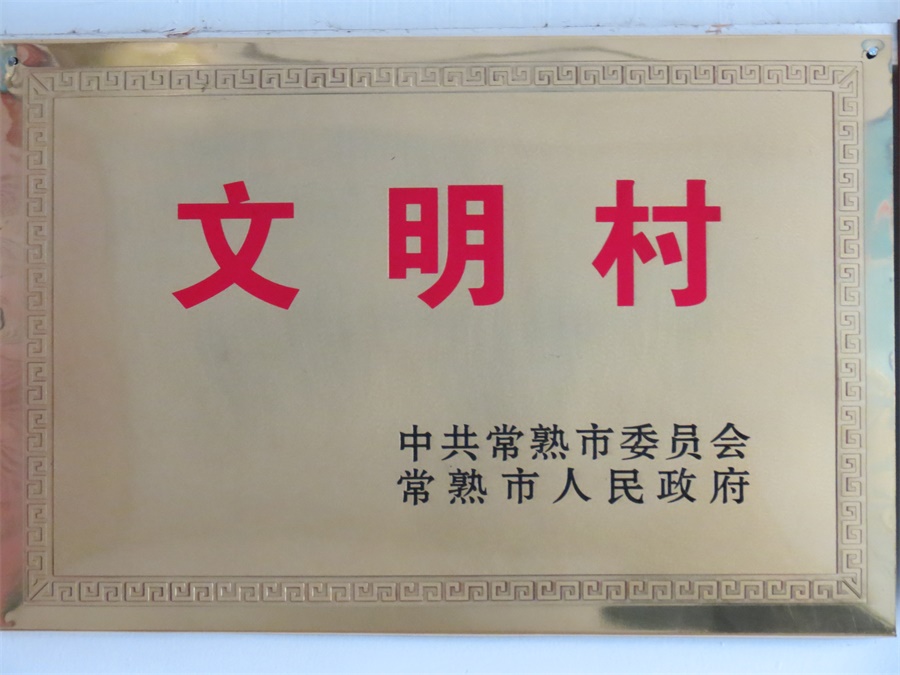 文明村
中共常熟市委员会
常熟市人民政府